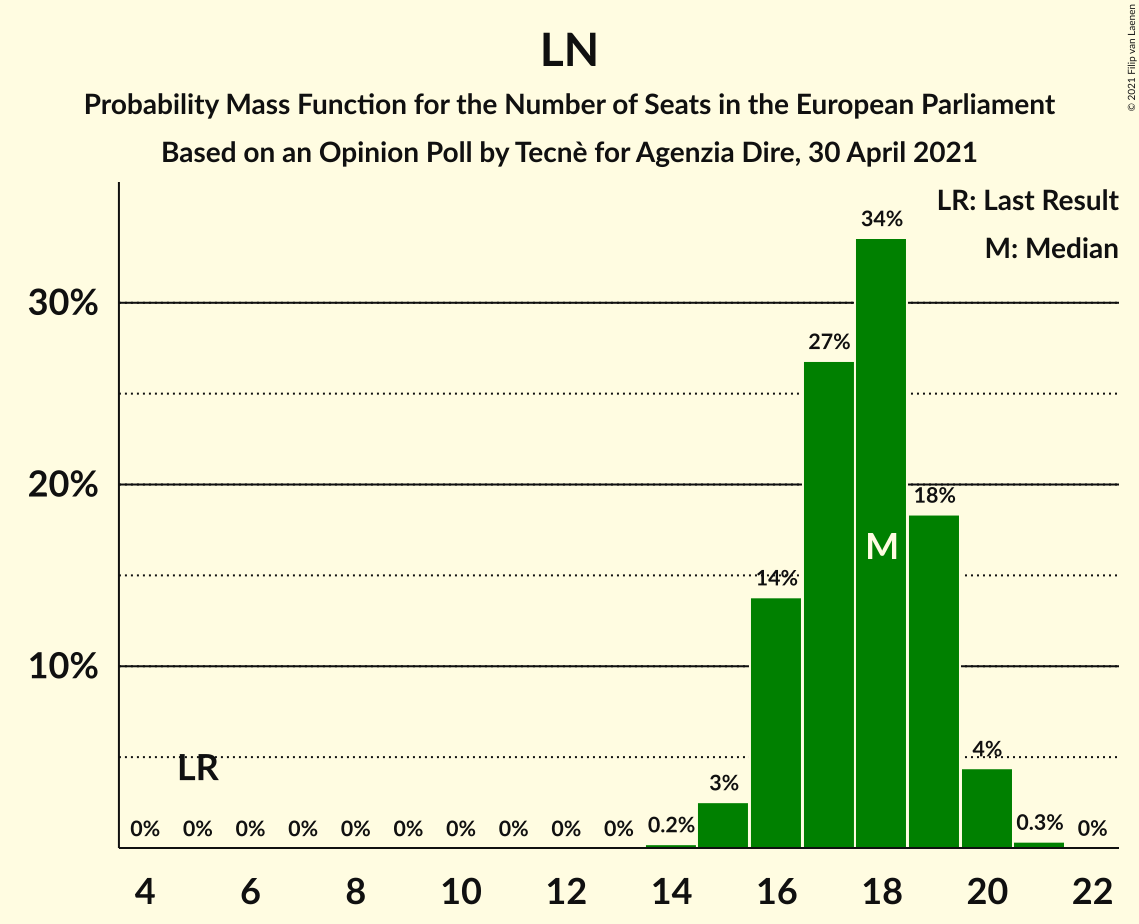 LN
Probability Mass Function for the Number of Seats in the European Parliament
Based on an Opinion Poll by Tecnè for Agenzia Dire, 30 April 2021
© 2021 Filip van Laenen
LR: Last Result
M: Median
34%
30%
27%
20%
18%
M
14%
10%
LR
4%
3%
0% 0% 0% 0% 0% 0% 0% 0% 0% 0% 0.2% 0.3% 0%
4 6 8 10 12 14 16 18 20 22